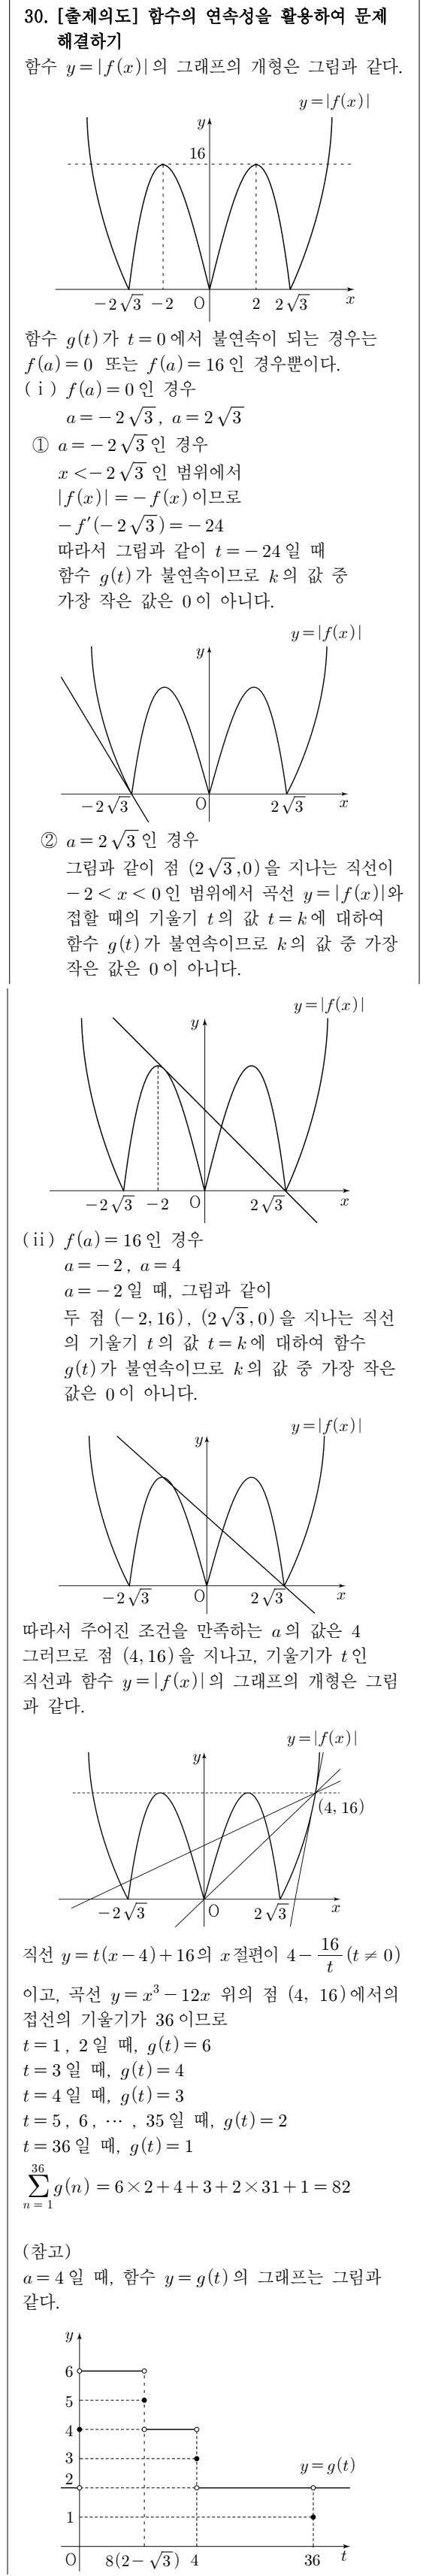 30. [출제의도] 함수의 연속성을 활용하여 문제
해결하기
함수 y=|f(x)|의 그래프의 개형은 그림과 같다.
y=|f(x)|
y
16
-2√3 -2 O 2 2√3 x
함수 g(t)가 t=0에서 불연속이 되는 경우는
f(a)=0 또는 f(a)=16인 경우뿐이다.
(ⅰ) f(a)=0인 경우
a=-2√3, a=2√3
① a=-2√3인 경우
x<-2√3 인 범위에서
|f(x)|=-f(x)이므로
-f'(-2√3)=-24
따라서 그림과 같이 t=-24일 때
함수 g(t)가 불연속이므로 k의 값 중
가장 작은 값은 0이 아니다.
y=|f(x)|
y
-2√3 O 2√3 x
② a=2√3인 경우
그림과 같이 점 (2√3,0)을 지나는 직선이
-2<x<0인 범위에서 곡선 y=|f(x)|와
접할 때의 기울기 t의 값 t=k에 대하여
함수 g(t)가 불연속이므로 k의 값 중 가장
작은 값은 0이 아니다.
y=|f(x)|
y
-2√3 -2 O 2√3 x
(ⅱ) f(a)=16인 경우
a=-2, a=4
a=-2일 때, 그림과 같이
두 점 (-2,16), (2√3,0)을 지나는 직선
의 기울기 t의 값 t=k에 대하여 함수
g(t)가 불연속이므로 k의 값 중 가장 작은
값은 0이 아니다.
y=|f(x)|
y
-2√3 O 2√3 x
따라서 주어진 조건을 만족하는 a의 값은 4
그러므로 점 (4,16)을 지나고, 기울기가 t인
직선과 함수 y=|f(x)|의 그래프의 개형은 그림
과 같다.
y=|f(x)|
y
(4,16)
-2√3 O 2√3 x
직선 y=t(x-4)+16의 x절편이 4-16/t (t≠0)
이고, 곡선 y=x³-12x 위의 점 (4, 16)에서의
접선의 기울기가 36이므로
t=1, 2일 때, g(t)=6
t=3일 때, g(t)=4
t=4일 때, g(t)=3
t=5, 6, ⋯, 35일 때, g(t)=2
t=36일 때, g(t)=1
36
∑ g(n)=6×2+4+3+2×31+1=82
n=1
(참고)
a=4일 때, 함수 y=g(t)의 그래프는 그림과
같다.
y
6
5
4
3
y=g(t)
2
1
O 8(2-√3) 4 36 t